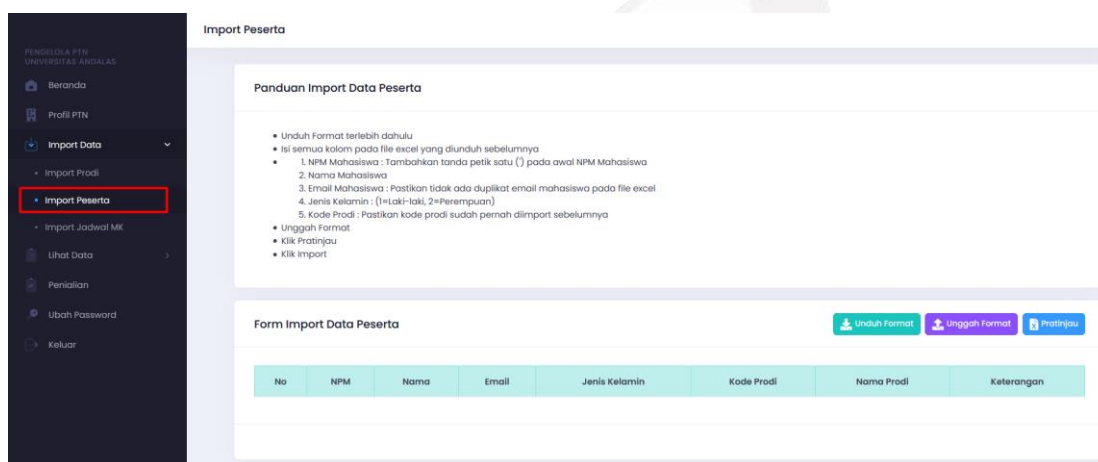 Import Peserta
PENGELOLA PTN
UNIVERSITAS ANDALAS
Beranda
Profil PTN
Import Data
Import Prodi
Import Peserta
Import Jadwal MK
Lihat Data
Penialian
Ubah Password
Keluar
Panduan Import Data Peserta
• Unduh Format terlebih dahulu
• Isi semua kolom pada file excel yang diunduh sebelumnya
• 1. NPM Mahasiswa : Tambahkan tanda petik satu (') pada awal NPM Mahasiswa
2. Nama Mahasiswa
3. Email Mahasiswa : Pastikan tidak ada duplikat email mahasiswa pada file excel
4. Jenis Kelamin : (1=Laki-laki, 2=Perempuan)
5. Kode Prodi : Pastikan kode prodi sudah pernah diimport sebelumnya
• Unggah Format
• Klik Pratinjau
• Klik Import
Form Import Data Peserta
Unduh Format
Unggah Format
Pratinjau
No NPM Nama Email Jenis Kelamin Kode Prodi Nama Prodi Keterangan